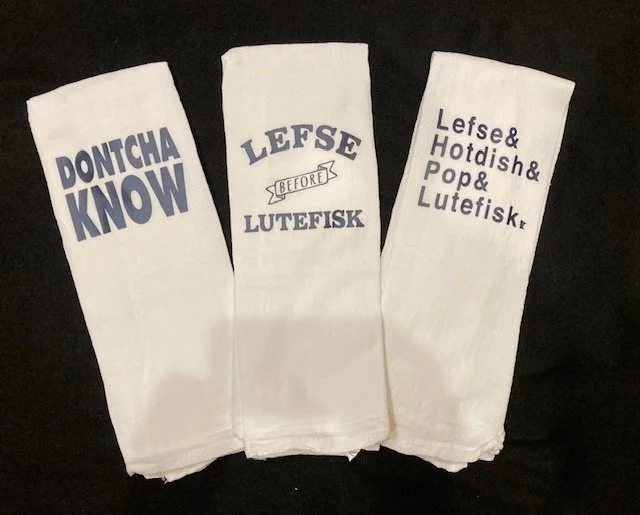 DONTCHA
KNOW
LEFSE
BEFORE
LUTEFISK
Lefse&
Hotdish&
Pop&
Lutefisk.